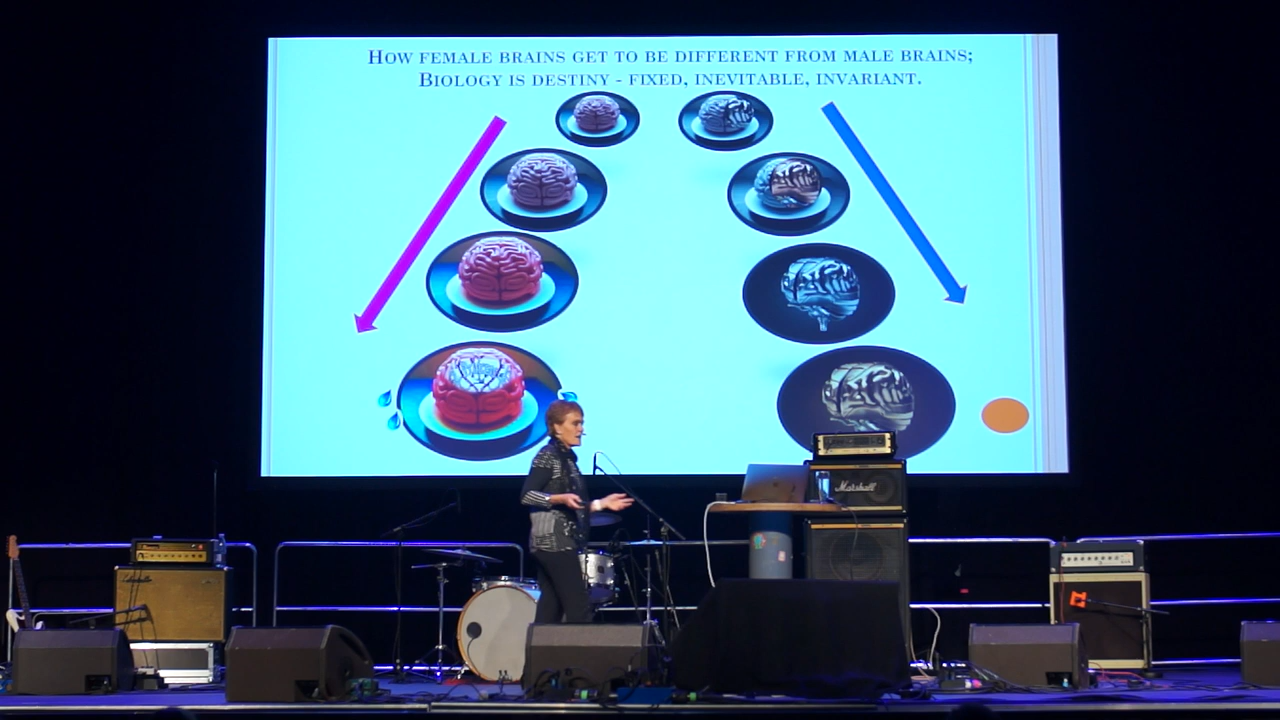 How female brains get to be different from male brains;
Biology is destiny - fixed, inevitable, invariant.
Marshall